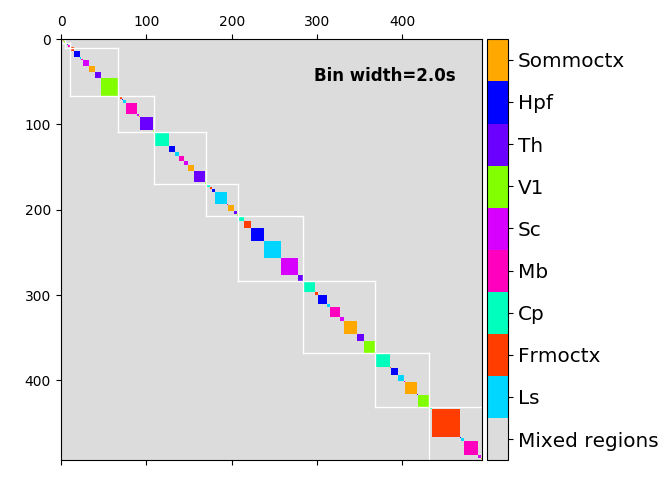 0 100 200 300 400
0
100
200
300
400
Bin width=2.0s
Sommoctx
Hpf
Th
V1
Sc
Mb
Cp
Frmoctx
Ls
Mixed regions